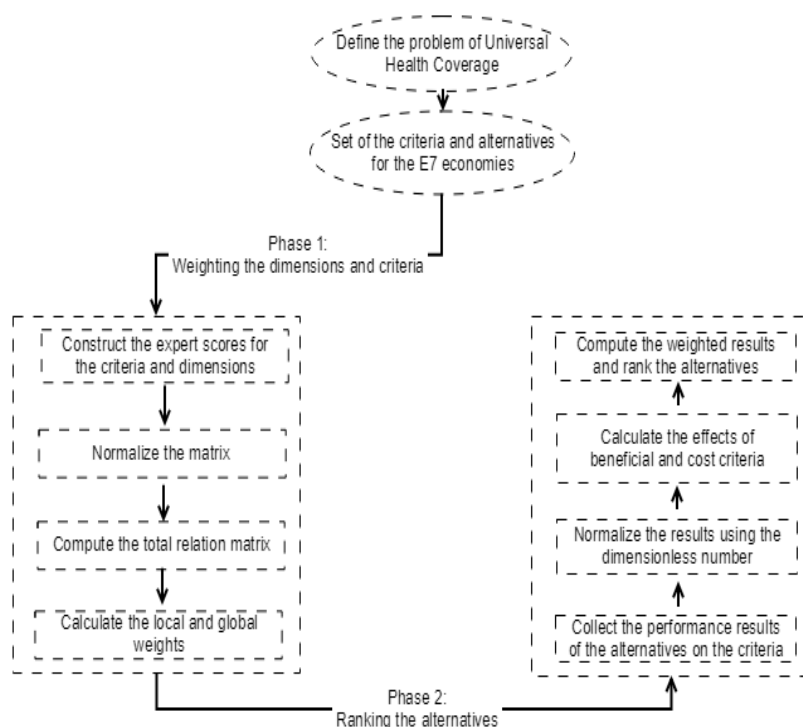 Define the problem of Universal
Health Coverage
Set of the criteria and alternatives
for the E7 economies
Phase 1:
Weighting the dimensions and criteria
Construct the expert scores for
the criteria and dimensions
Normalize the matrix
Compute the total relation matrix
Calculate the local and global
weights
Phase 2:
Ranking the alternatives
Collect the performance results
of the alternatives on the criteria
Normalize the results using the
dimensionless number
Calculate the effects of
beneficial and cost criteria
Compute the weighted results
and rank the alternatives